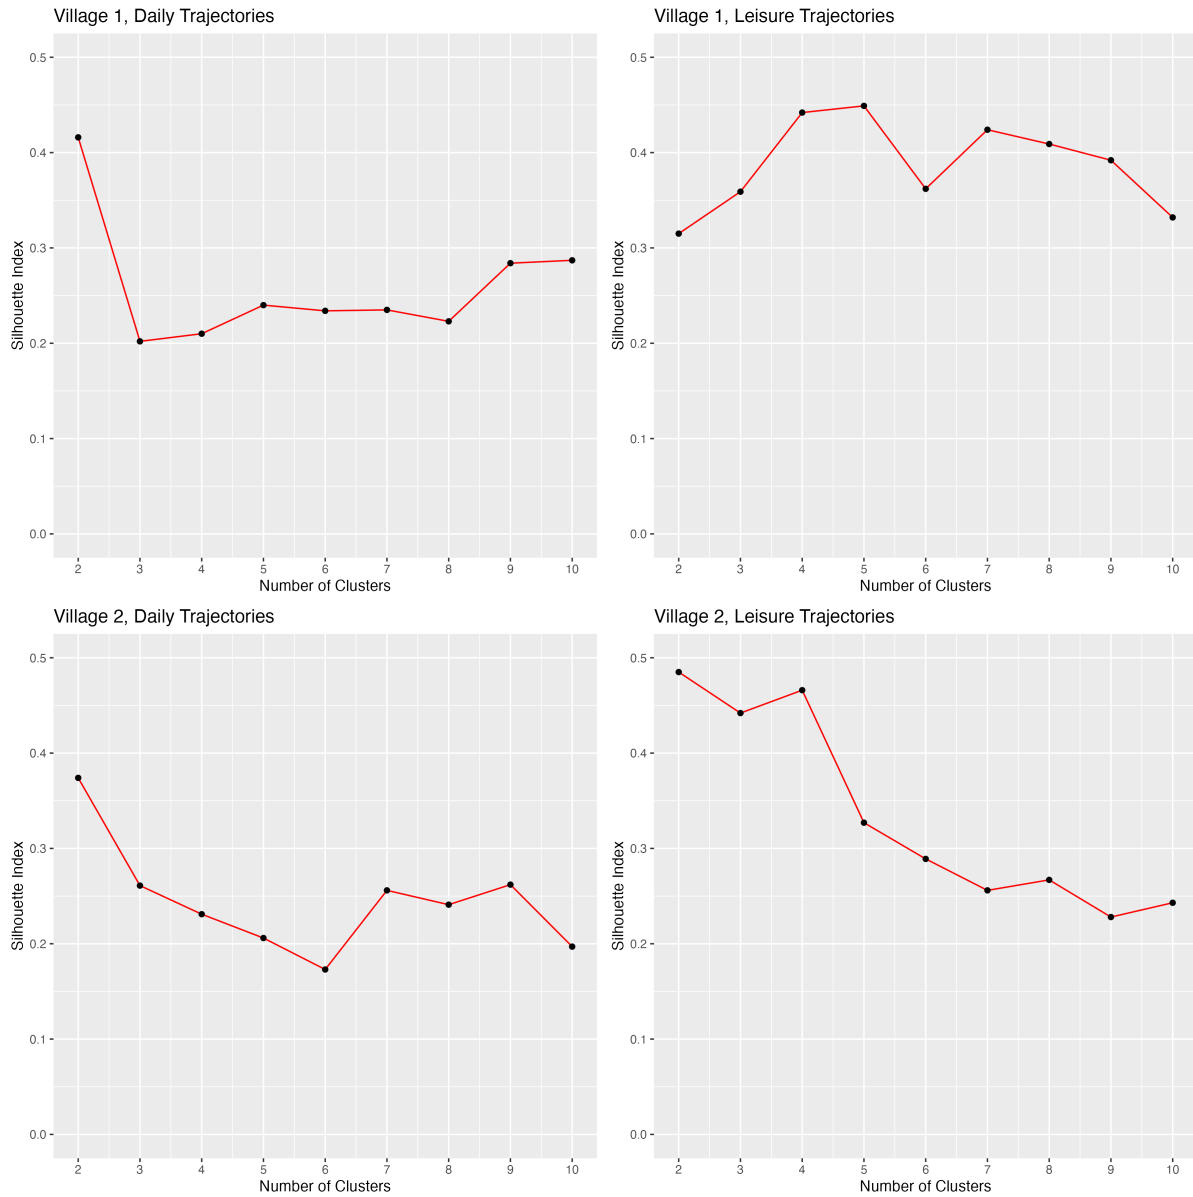 Village 1, Daily Trajectories
Silhouette Index
0.5
0.4
0.3
0.2
0.1
0.0
2 3 4 5 6 7 8 9 10
Number of Clusters
Village 1, Leisure Trajectories
Silhouette Index
0.5
0.4
0.3
0.2
0.1
0.0
2 3 4 5 6 7 8 9 10
Number of Clusters
Village 2, Daily Trajectories
Silhouette Index
0.5
0.4
0.3
0.2
0.1
0.0
2 3 4 5 6 7 8 9 10
Number of Clusters
Village 2, Leisure Trajectories
Silhouette Index
0.5
0.4
0.3
0.2
0.1
0.0
2 3 4 5 6 7 8 9 10
Number of Clusters